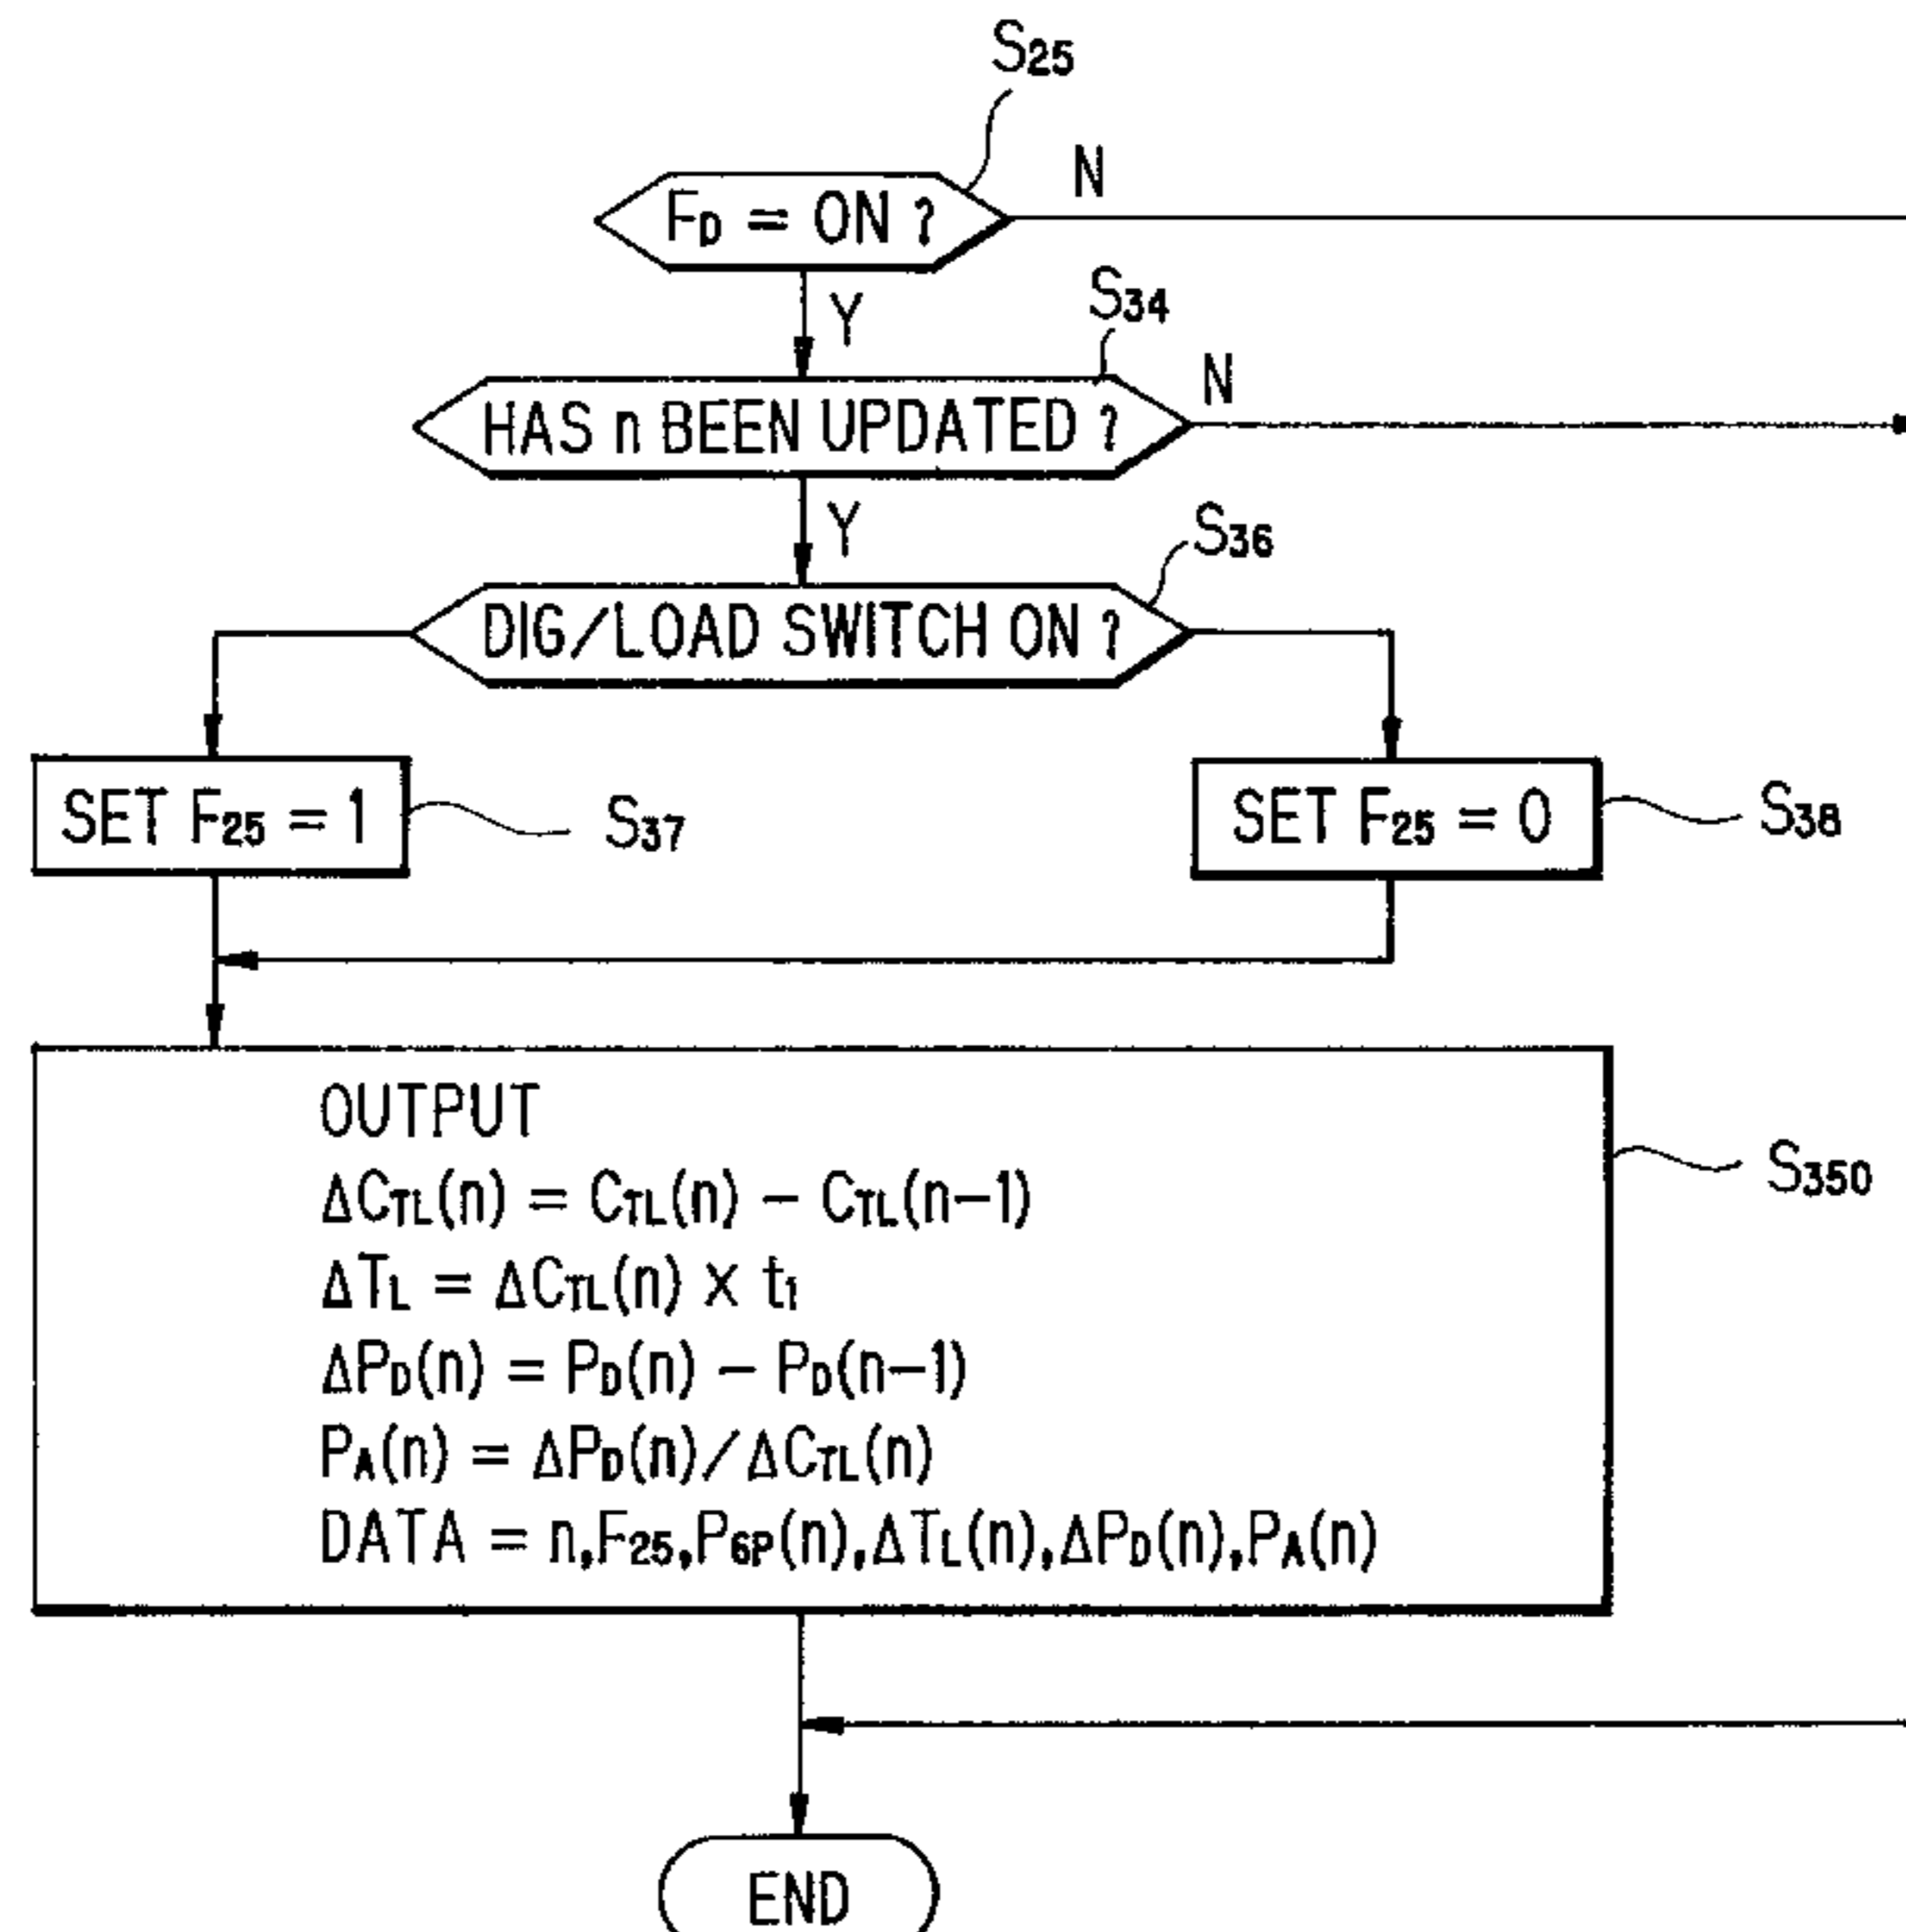 S25
N
FD = ON ?
Y
S34
N
HAS n BEEN UPDATED ?
Y
S36
DIG/LOAD SWITCH ON ?
SET F25 = 1
S37
SET F25 = 0
S38
OUTPUT
ΔCTL(n) = CTL(n) − CTL(n−1)
ΔTL = ΔCTL(n) × t1
ΔPD(n) = PD(n) − PD(n−1)
PA(n) = ΔPD(n)/ΔCTL(n)
DATA = n,F25,P6P(n),ΔTL(n),ΔPD(n),PA(n)
S350
END